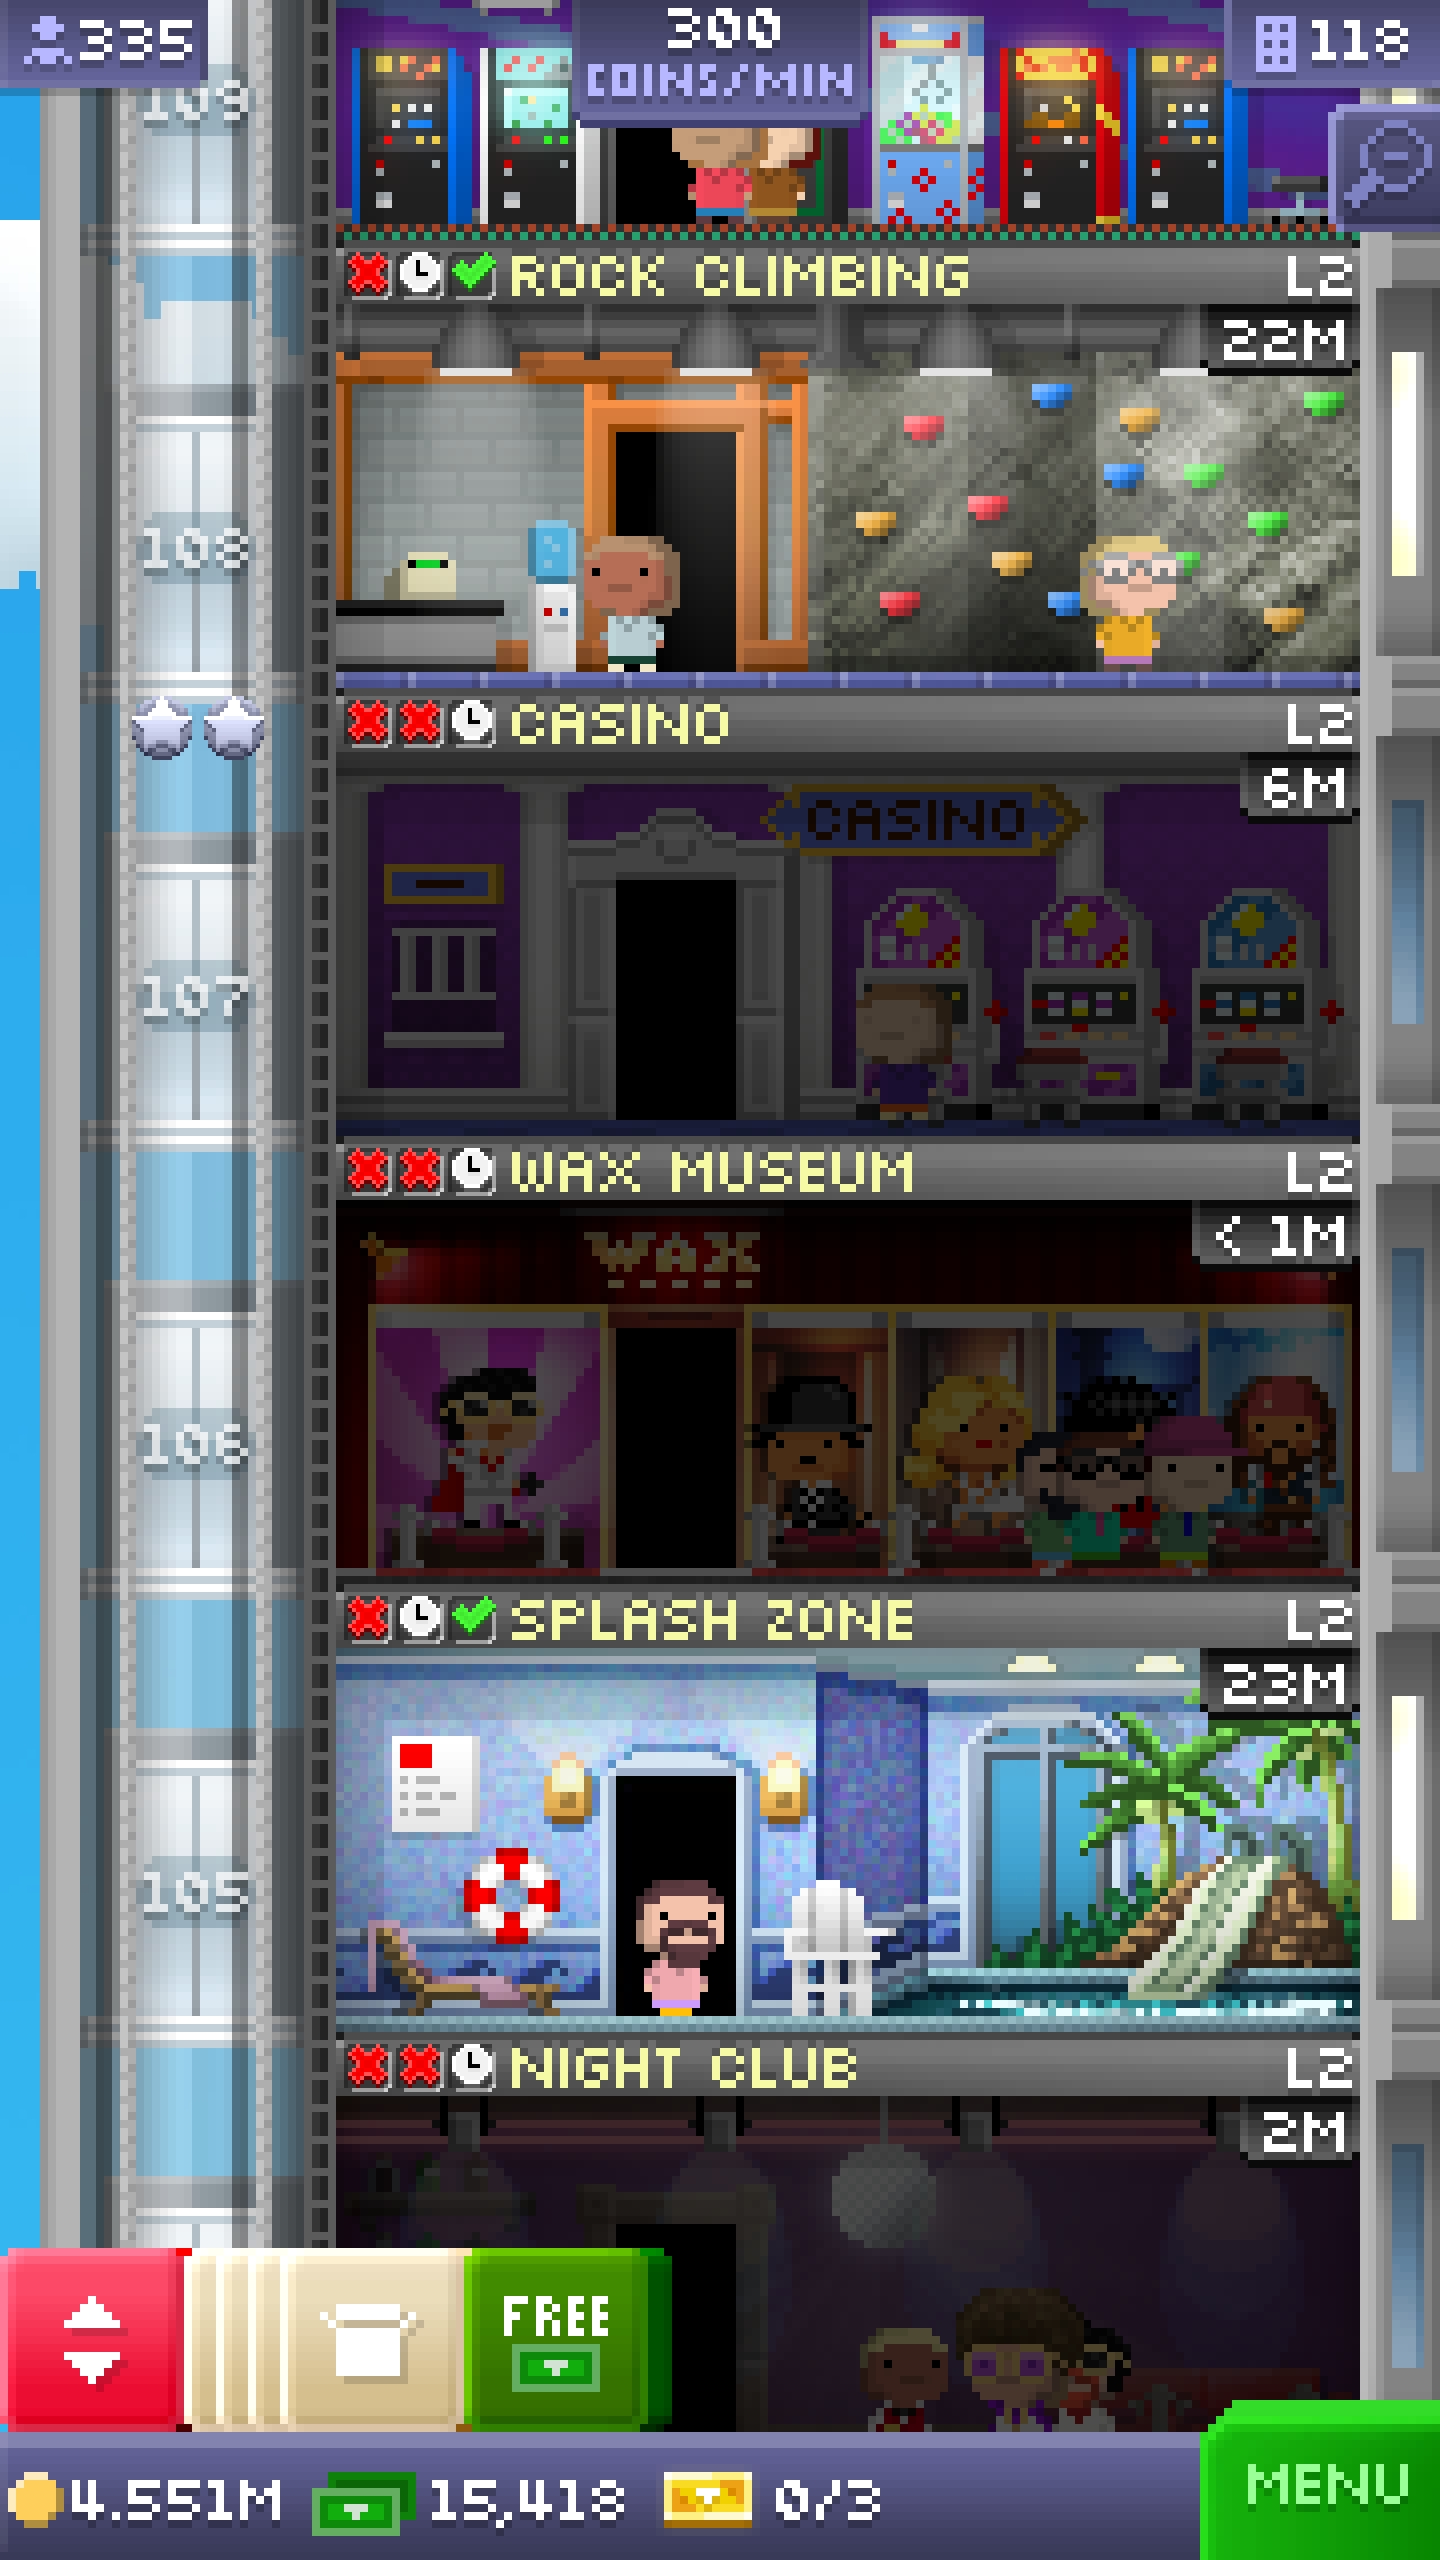 335
300
COINS/MIN
118
109
ROCK CLIMBING
L2
22M
108
CASINO
L2
6M
CASINO
107
WAX MUSEUM
L2
< 1M
WAX
106
SPLASH ZONE
L2
23M
105
NIGHT CLUB
L2
2M
FREE
4.551M
15,418
0/3
MENU